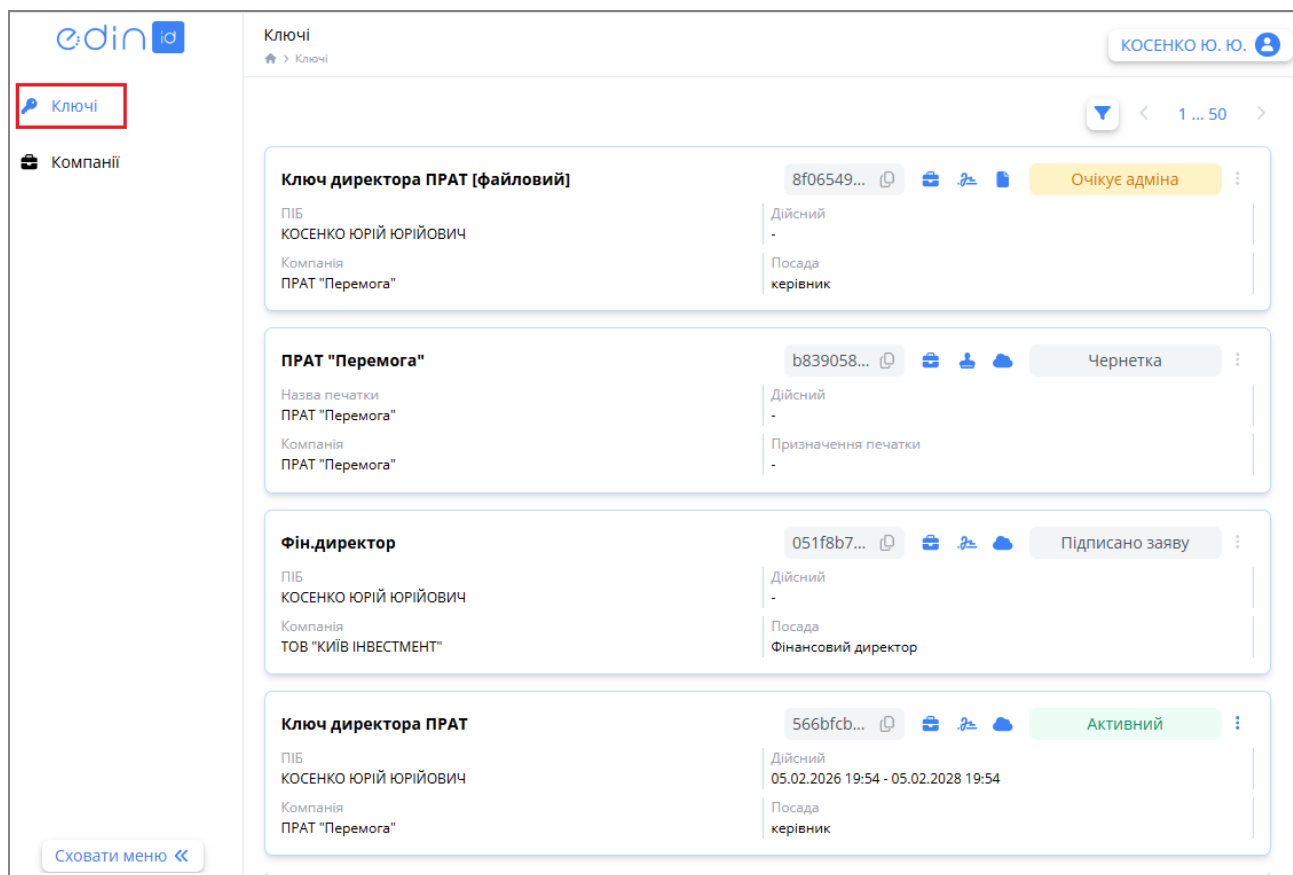 edin id
Ключі
Ключі
КОСЕНКО Ю. Ю.
Ключі
Компанії
1 ... 50
Ключ директора ПРАТ [файловий]
8f06549...
Очікує адміна
ПІБ
Дійсний
КОСЕНКО ЮРІЙ ЮРІЙОВИЧ
-
Компанія
Посада
ПРАТ "Перемога"
керівник
ПРАТ "Перемога"
b839058...
Чернетка
Назва печатки
Дійсний
ПРАТ "Перемога"
-
Компанія
Призначення печатки
ПРАТ "Перемога"
-
Фін.директор
051f8b7...
Підписано заяву
ПІБ
Дійсний
КОСЕНКО ЮРІЙ ЮРІЙОВИЧ
-
Компанія
Посада
ТОВ "КИЇВ ІНВЕСТМЕНТ"
Фінансовий директор
Ключ директора ПРАТ
566bfcb...
Активний
ПІБ
Дійсний
КОСЕНКО ЮРІЙ ЮРІЙОВИЧ
05.02.2026 19:54 - 05.02.2028 19:54
Компанія
Посада
ПРАТ "Перемога"
керівник
Сховати меню